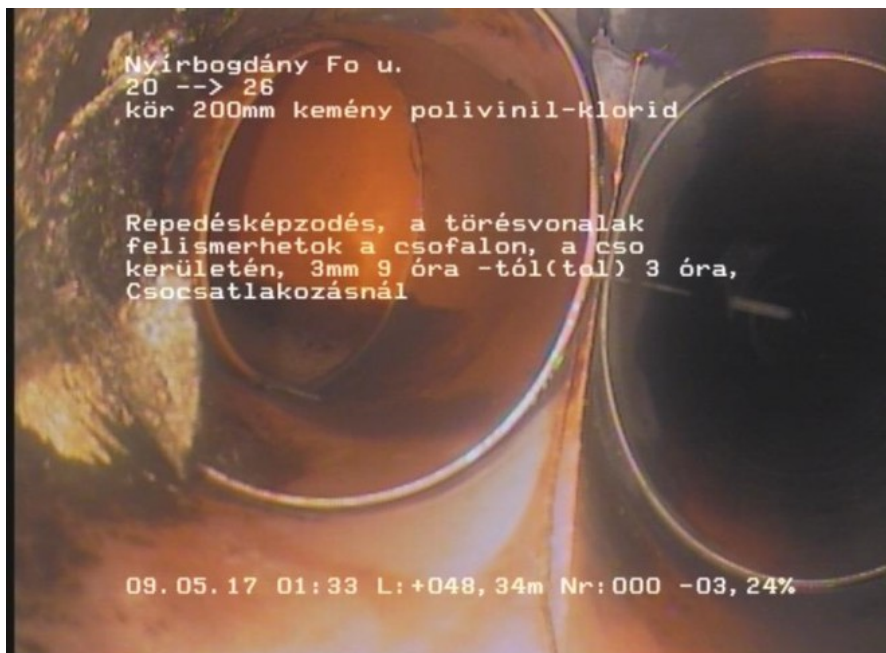 Nyírbogdány Fo u.
20 --> 26
kör 200mm kemény polivinil-klorid
Repedésképzodés, a törésvonalak
felismerhetok a csofalon, a cso
kerületén, 3mm 9 óra -tól(tol) 3 óra,
Csocsatlakozásnál
09.05.17 01:33 L:+048,34m Nr:000 -03,24%